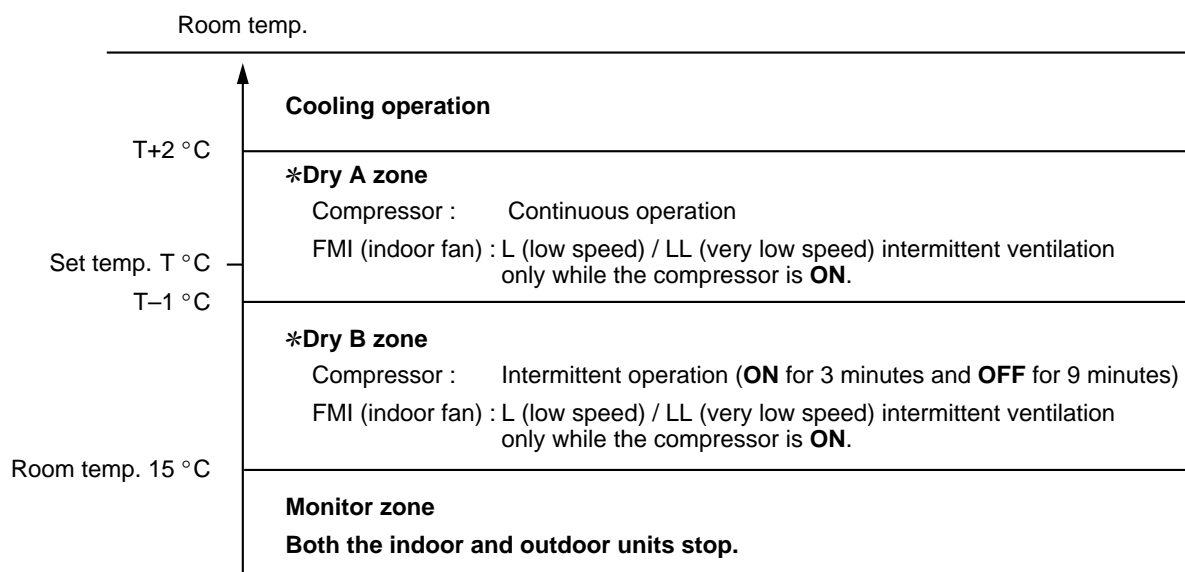 Room temp.
Cooling operation
T+2 °C
✻Dry A zone
Compressor : Continuous operation
FMI (indoor fan) : L (low speed) / LL (very low speed) intermittent ventilation
only while the compressor is ON.
Set temp. T °C
T–1 °C
✻Dry B zone
Compressor : Intermittent operation (ON for 3 minutes and OFF for 9 minutes)
FMI (indoor fan) : L (low speed) / LL (very low speed) intermittent ventilation
only while the compressor is ON.
Room temp. 15 °C
Monitor zone
Both the indoor and outdoor units stop.